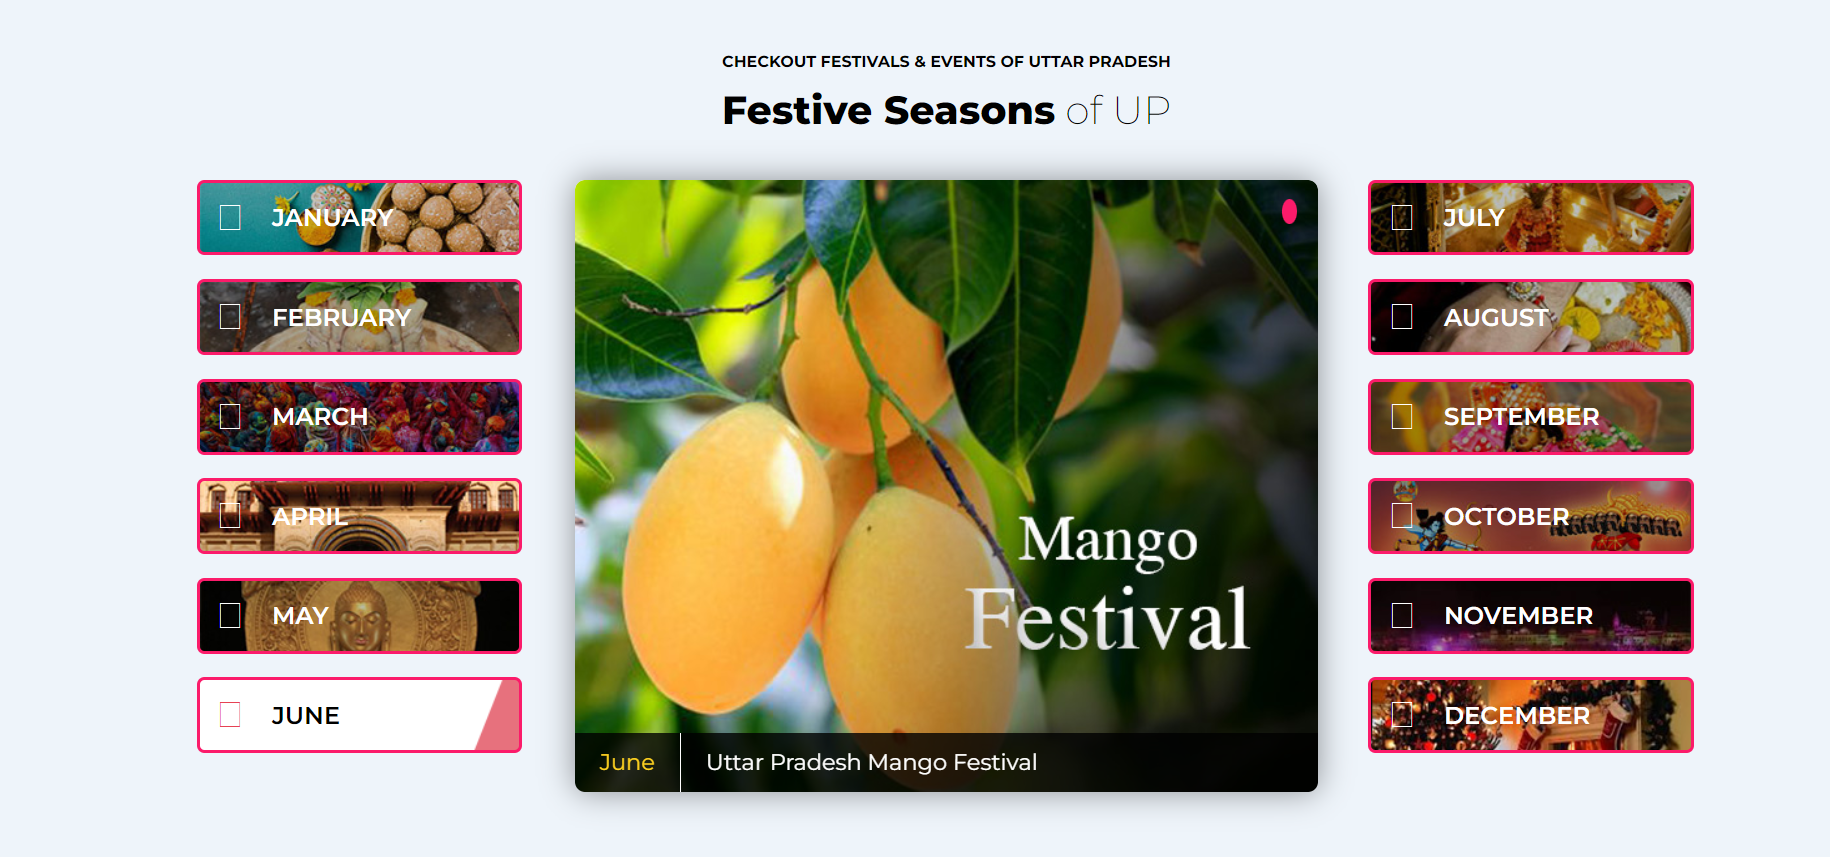 CHECKOUT FESTIVALS & EVENTS OF UTTAR PRADESH
Festive Seasons of UP
JANUARY
FEBRUARY
MARCH
APRIL
MAY
JUNE
Mango
Festival
June
Uttar Pradesh Mango Festival
JULY
AUGUST
SEPTEMBER
OCTOBER
NOVEMBER
DECEMBER